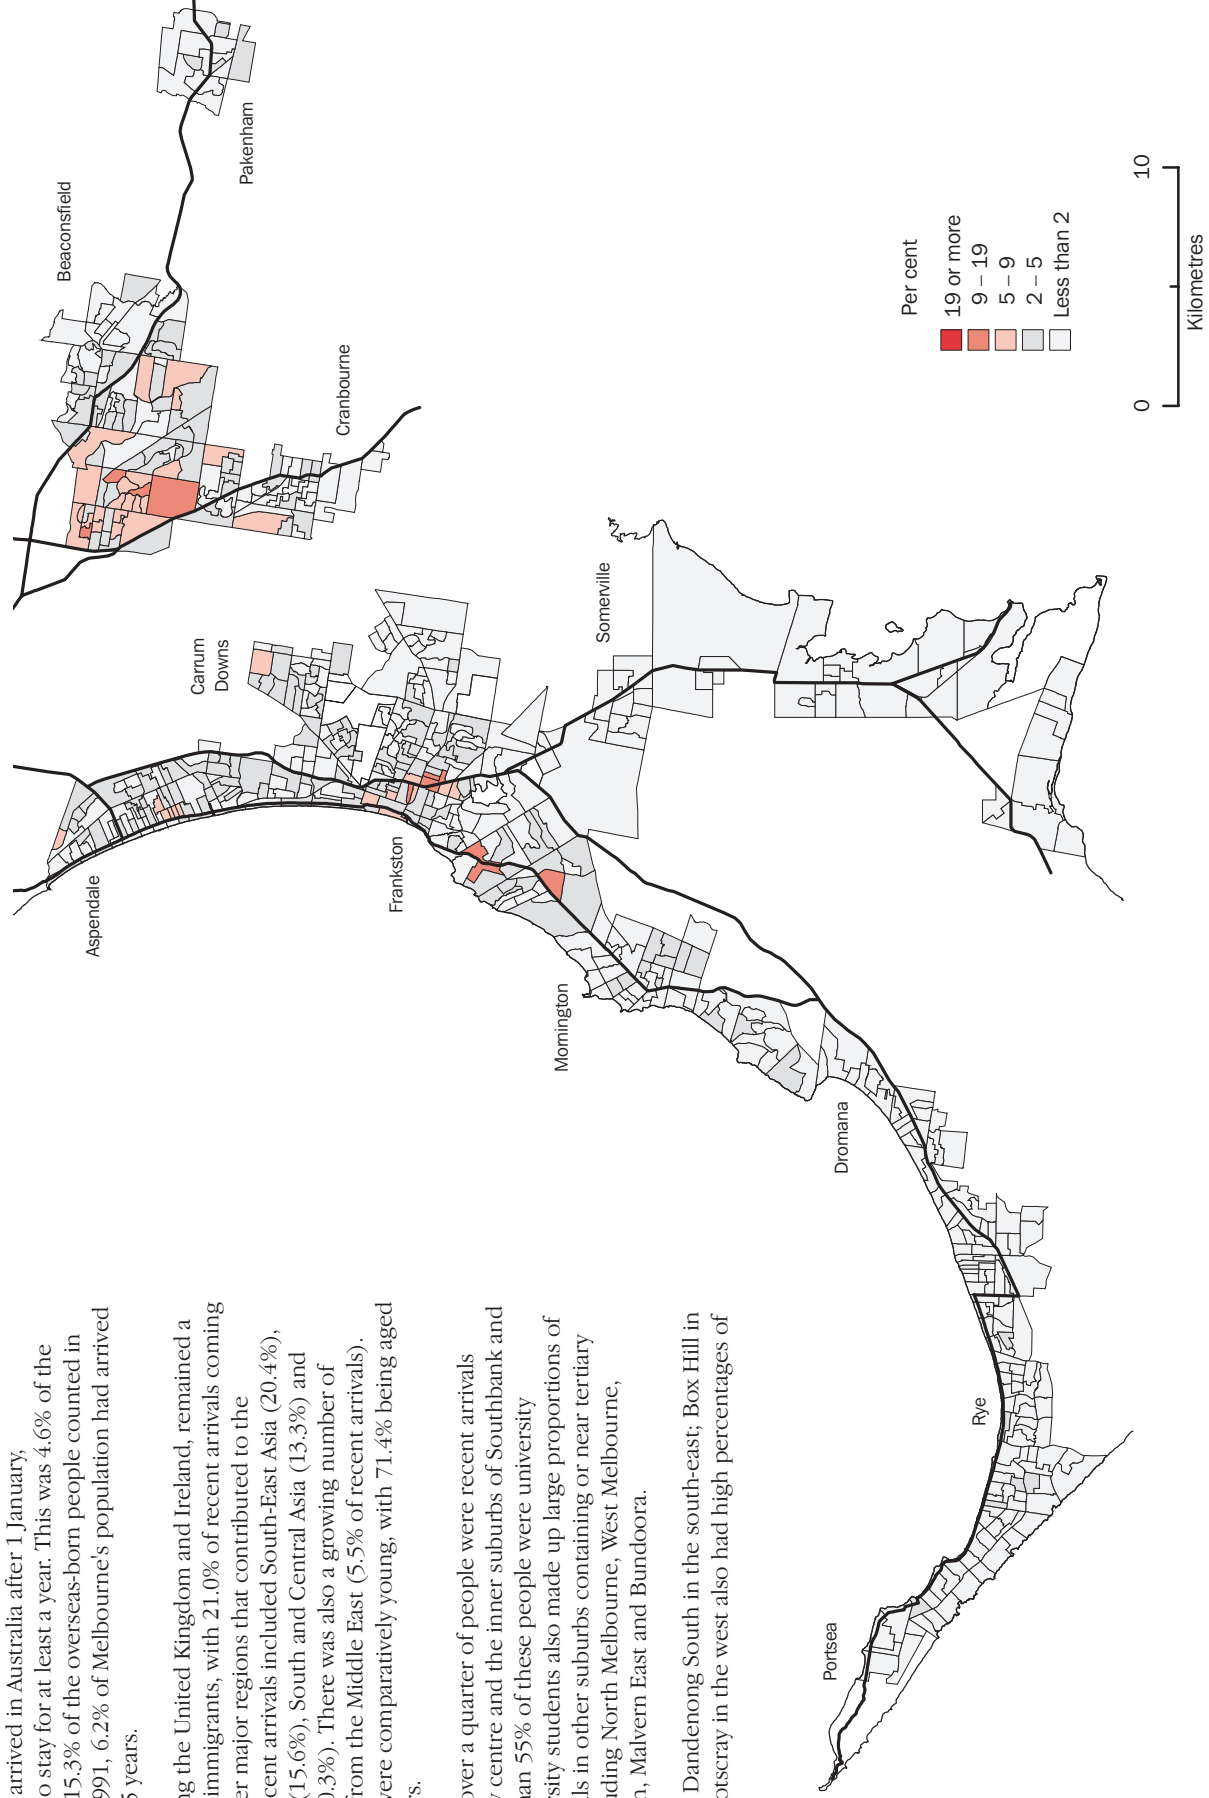 arrived in Australia after 1 January,
o stay for at least a year. This was 4.6% of the
15.3% of the overseas-born people counted in
991, 6.2% of Melbourne's population had arrived
5 years.
ng the United Kingdom and Ireland, remained a
immigrants, with 21.0% of recent arrivals coming
er major regions that contributed to the
cent arrivals included South-East Asia (20.4%),
(15.6%), South and Central Asia (13.3%) and
0.3%). There was also a growing number of
from the Middle East (5.5% of recent arrivals).
were comparatively young, with 71.4% being aged
rs.
over a quarter of people were recent arrivals
y centre and the inner suburbs of Southbank and
han 55% of these people were university
rsity students also made up large proportions of
ls in other suburbs containing or near tertiary
uding North Melbourne, West Melbourne,
n, Malvern East and Bundoora.
Dandenong South in the south-east; Box Hill in
otscray in the west also had high percentages of
Portsea
Rye
Dromana
Mornington
Frankston
Aspendale
Carrum
Downs
Somerville
Cranbourne
Beaconsfield
Pakenham
Per cent
19 or more
9 – 19
5 – 9
2 – 5
Less than 2
0
10
Kilometres